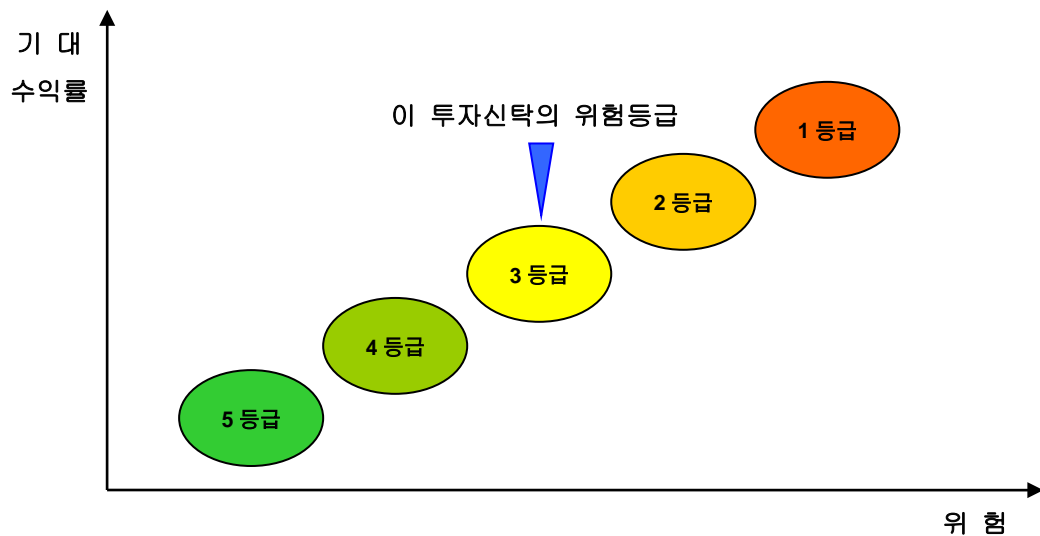 기 대
수익률
이 투자신탁의 위험등급
1 등급
2 등급
3 등급
4 등급
5 등급
위 험